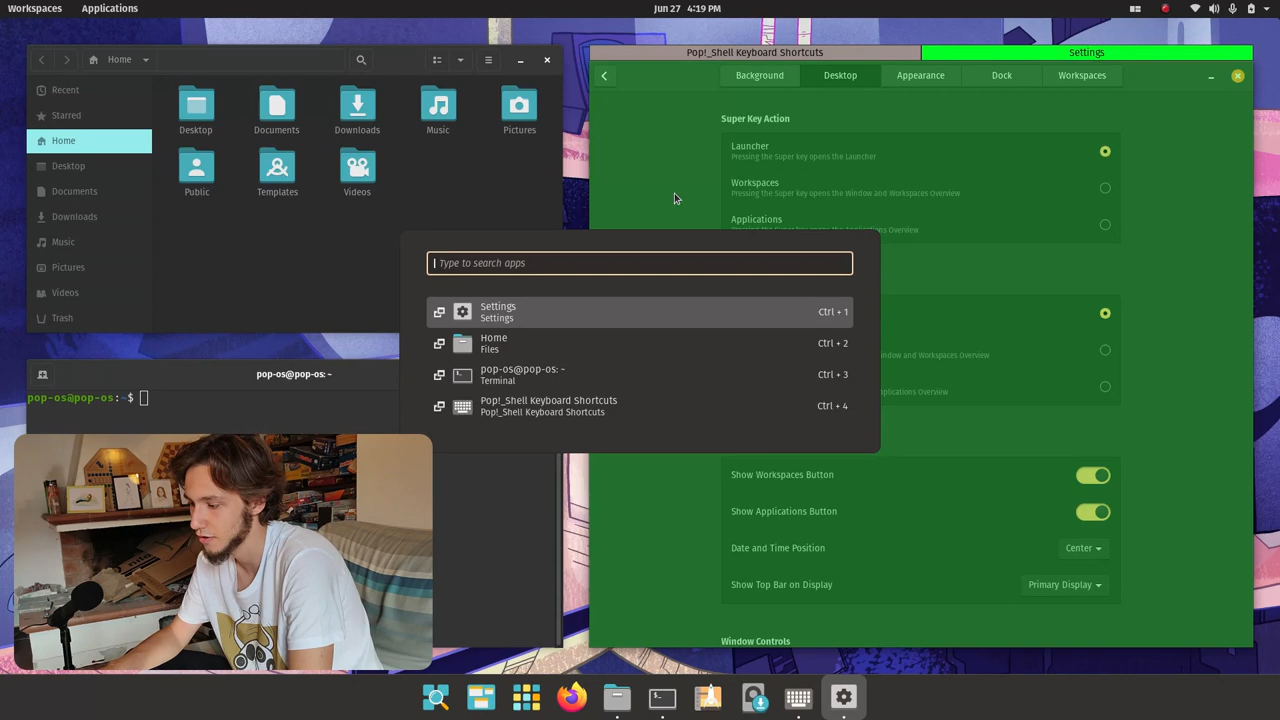 Workspaces
Applications
Jun 27 4:19 PM
Home
Recent
Starred
Home
Desktop
Documents
Downloads
Music
Pictures
Videos
Trash
Desktop
Documents
Downloads
Music
Pictures
Public
Templates
Videos
Pop!_Shell Keyboard Shortcuts
Settings
Background
Desktop
Appearance
Dock
Workspaces
Super Key Action
Launcher
Pressing the Super key opens the Launcher
Workspaces
Pressing the Super key opens the Window and Workspaces Overview
Applications
Type to search apps
Settings
Settings
Ctrl + 1
Home
Files
Ctrl + 2
pop-os@pop-os: ~
Terminal
Ctrl + 3
Pop!_Shell Keyboard Shortcuts
Pop!_Shell Keyboard Shortcuts
Ctrl + 4
pop-os@pop-os: ~
pop-os@pop-os:~$
Show Workspaces Button
Show Applications Button
Date and Time Position
Center
Show Top Bar on Display
Primary Display
Window Controls